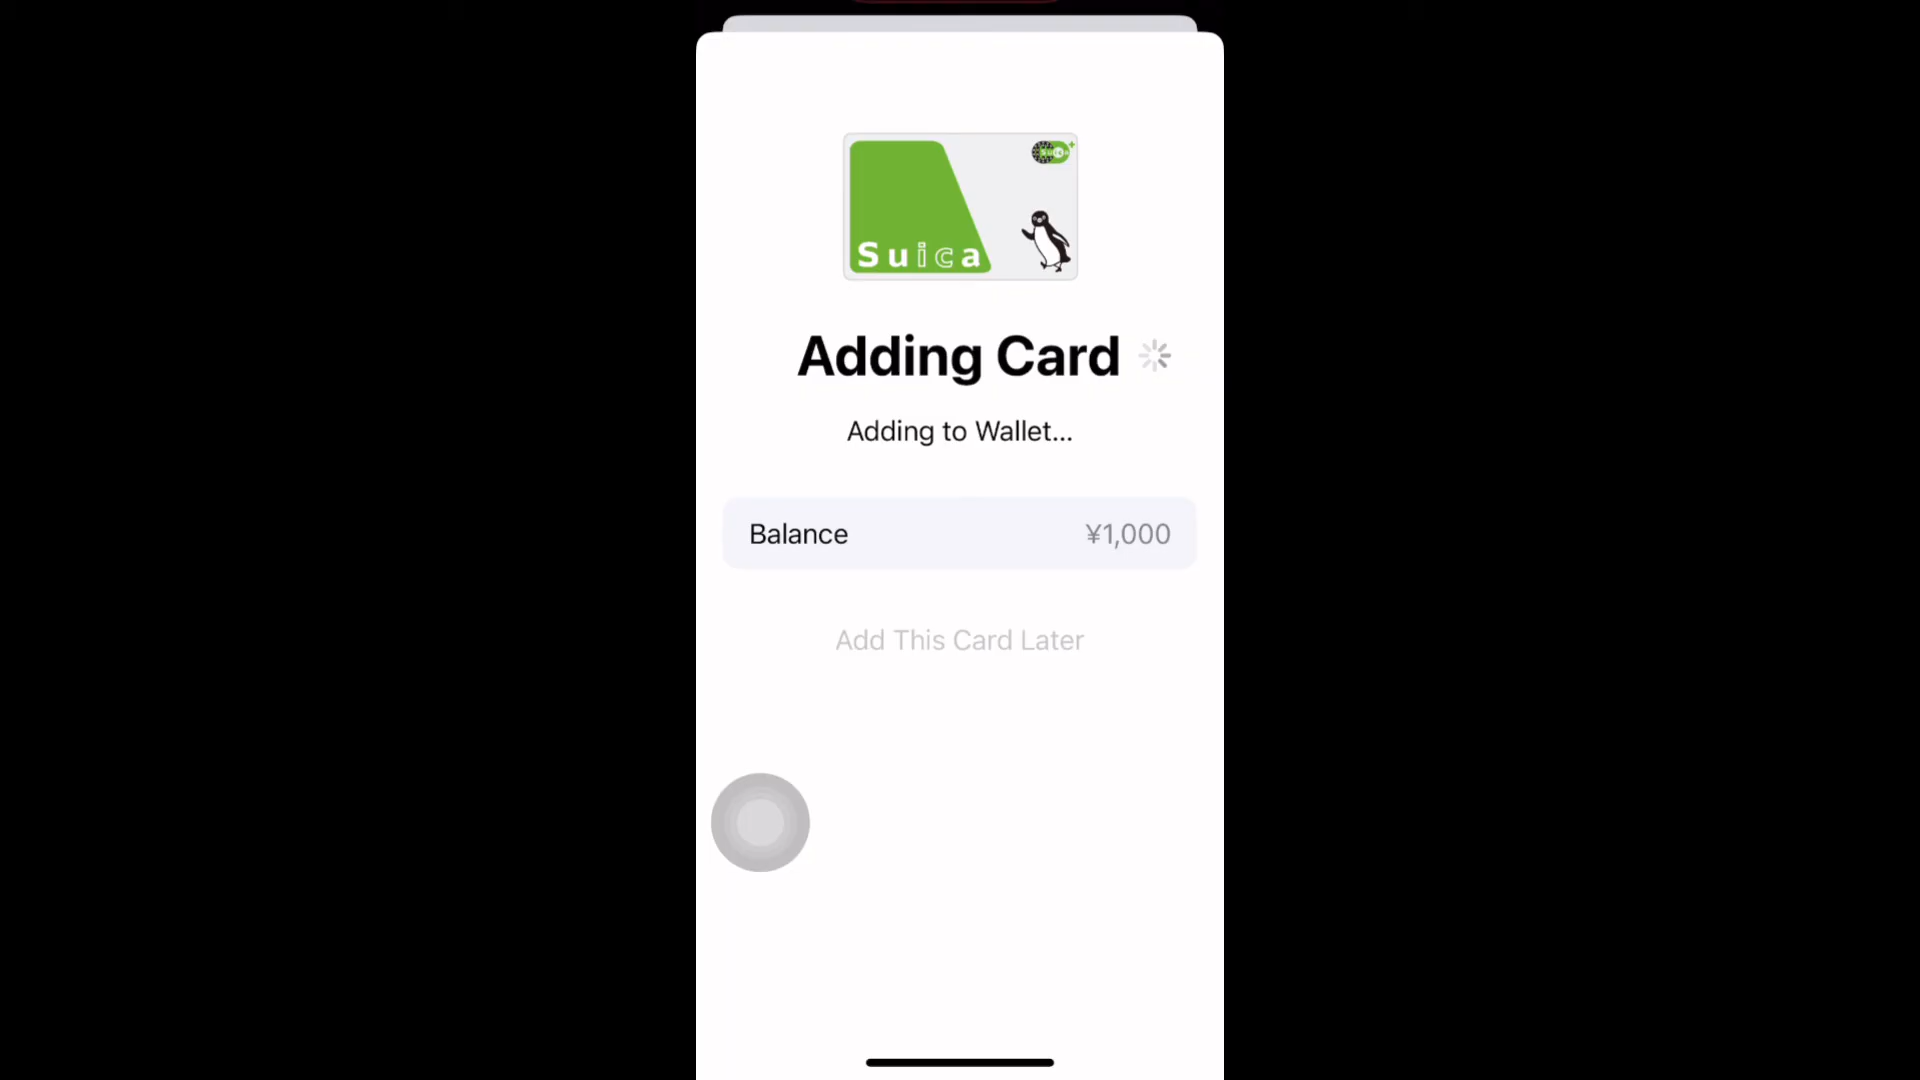 Suica
Adding Card
Adding to Wallet...
Balance ¥1,000
Add This Card Later